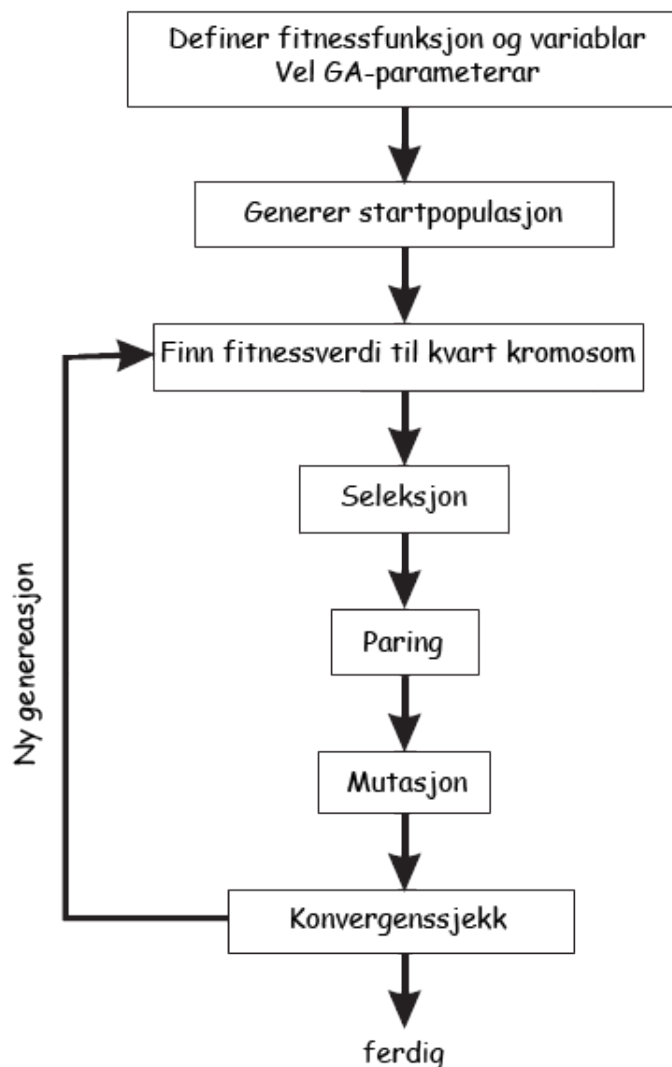 Definer fitnessfunksjon og variablar
Vel GA-parameterar
Generer startpopulasjon
Finn fitnessverdi til kvart kromosom
Seleksjon
Paring
Mutasjon
Konvergenssjekk
ferdig
Ny genereasjon